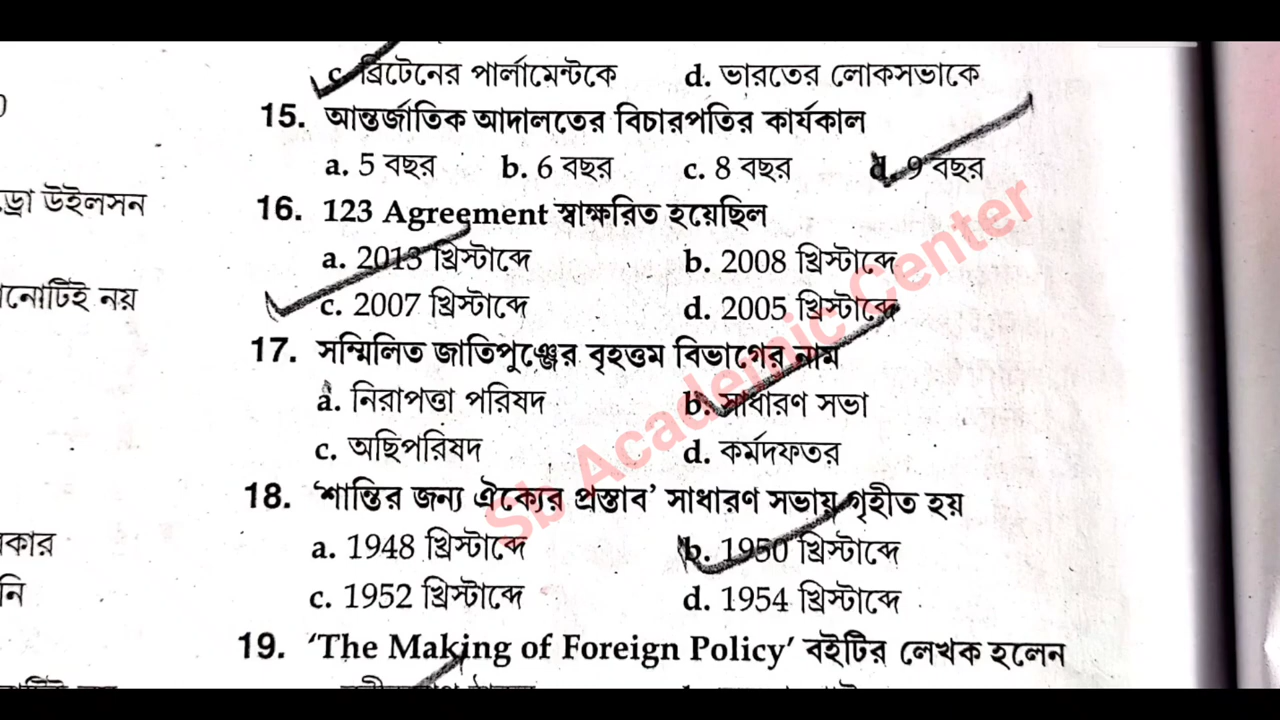 c. ব্রিটেনের পার্লামেন্টকে d. ভারতের লোকসভাকে
15. আন্তর্জাতিক আদালতের বিচারপতির কার্যকাল
a. 5 বছর b. 6 বছর c. 8 বছর d. 9 বছর
ড্রো উইলসন
16. 123 Agreement স্বাক্ষরিত হয়েছিল
a. 2013 খ্রিস্টাব্দে b. 2008 খ্রিস্টাব্দে
নোটিই নয়
c. 2007 খ্রিস্টাব্দে d. 2005 খ্রিস্টাব্দে
17. সম্মিলিত জাতিপুঞ্জের বৃহত্তম বিভাগের নাম
a. নিরাপত্তা পরিষদ b. সাধারণ সভা
c. অছিপরিষদ d. কর্মদফতর
18. ‘শান্তির জন্য ঐক্যের প্রস্তাব’ সাধারণ সভায় গৃহীত হয়
কার
a. 1948 খ্রিস্টাব্দে b. 1950 খ্রিস্টাব্দে
নি
c. 1952 খ্রিস্টাব্দে d. 1954 খ্রিস্টাব্দে
19. ‘The Making of Foreign Policy’ বইটির লেখক হলেন
Sb Academic Center